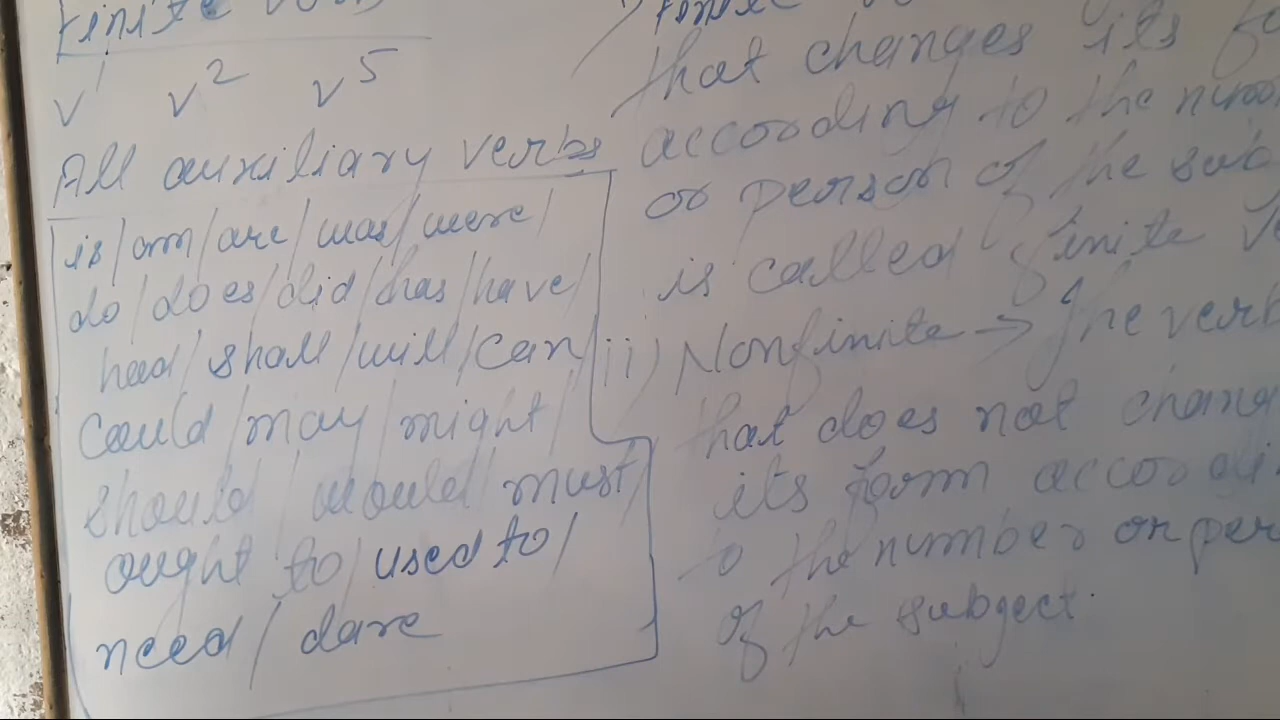 finite verbs
V1 V2 V5
All auxiliary verbs
is/am/are/was/were/
do/does/did/has/have/
had/shall/will/can/
Could/may/might/
should/would/must/
ought to/used to/
need/dare
i) finite
that changes its
according to the
or person of the
is called finite
ii) Nonfinite → The verb
that does not
its form
to the number or
of the subject.